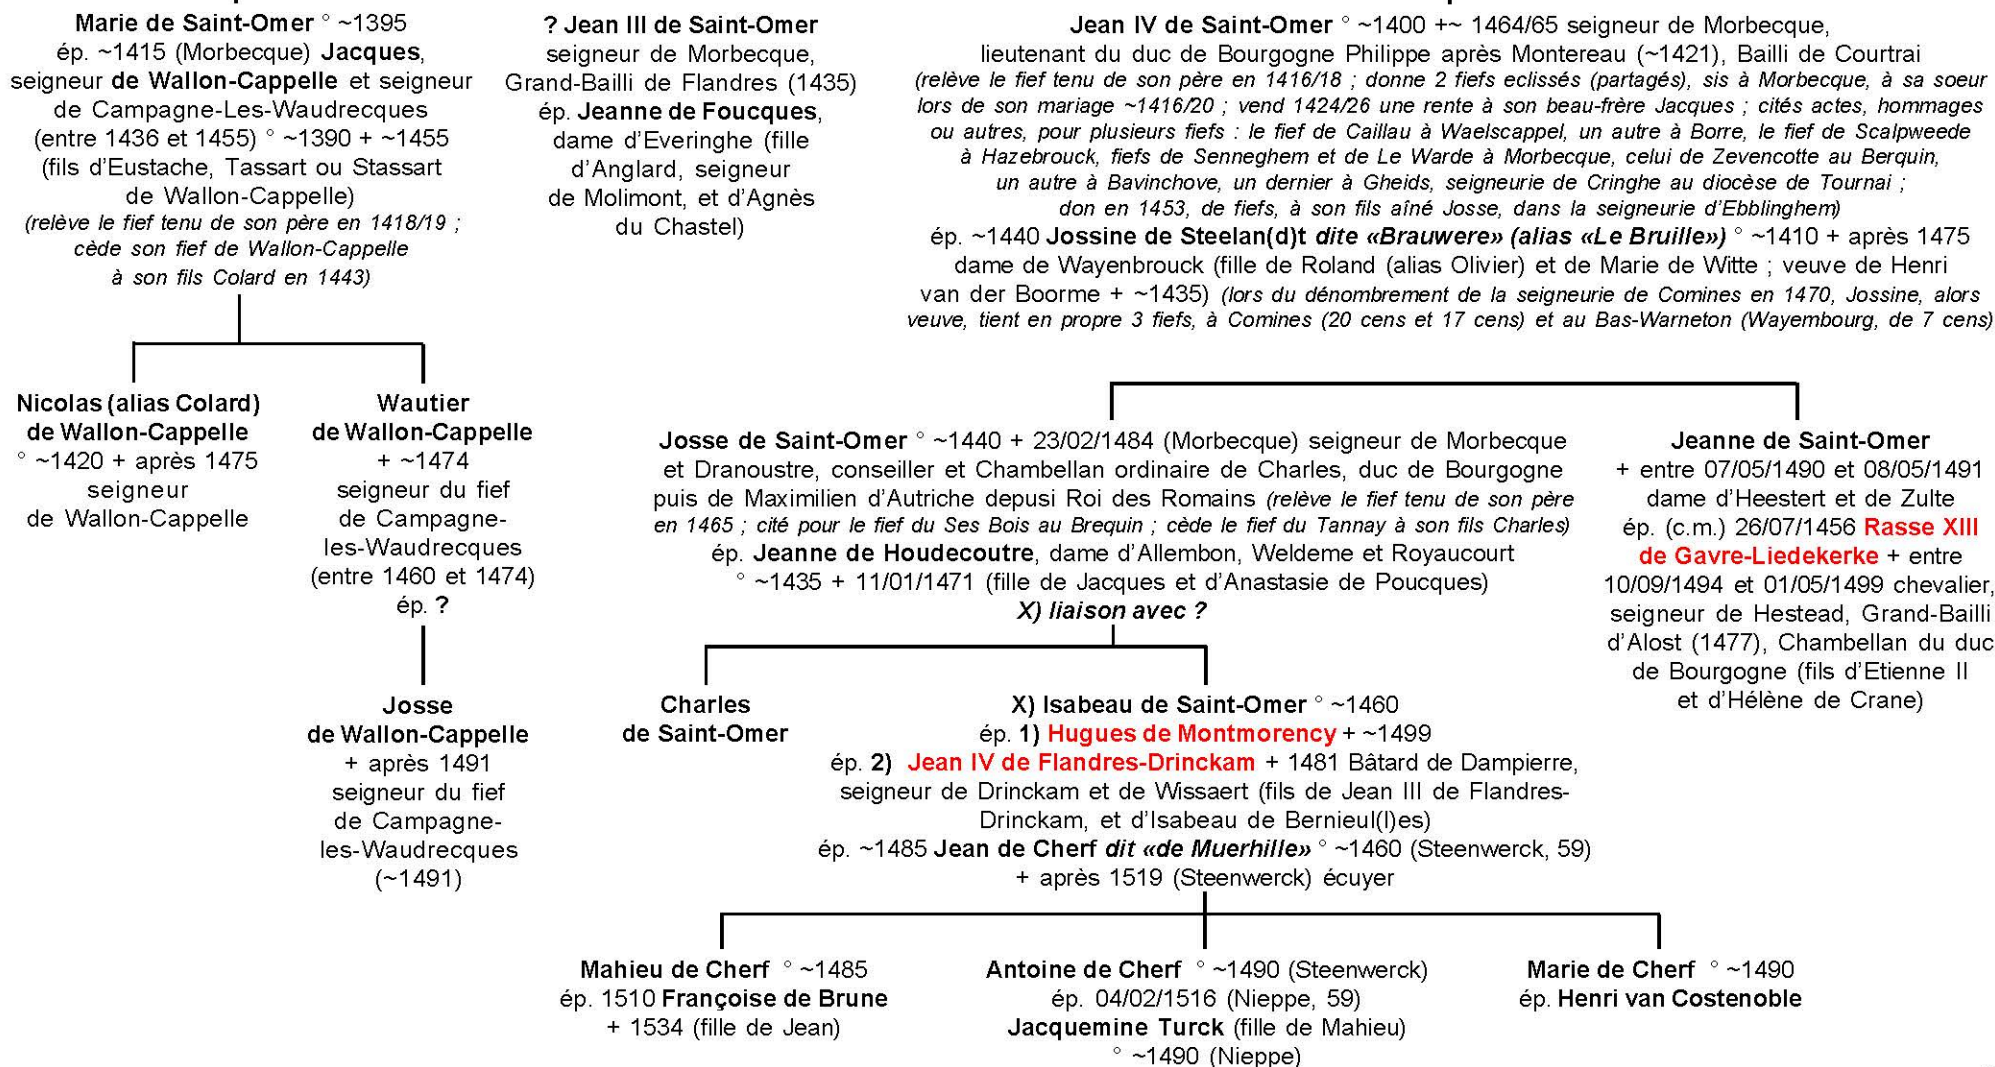 Marie de Saint-Omer ° ~1395
ép. ~1415 (Morbecque) Jacques,
seigneur de Wallon-Cappelle et seigneur
de Campagne-Les-Waudrecques
(entre 1436 et 1455) ° ~1390 + ~1455
(fils d'Eustache, Tassart ou Stassart
de Wallon-Cappelle)
(relève le fief tenu de son père en 1418/19 ;
cède son fief de Wallon-Cappelle
à son fils Colard en 1443)
? Jean III de Saint-Omer
seigneur de Morbecque,
Grand-Bailli de Flandres (1435)
ép. Jeanne de Foucques,
dame d'Everinghe (fille
d'Anglard, seigneur
de Molimont, et d'Agnès
du Chastel)
Jean IV de Saint-Omer ° ~1400 +~ 1464/65 seigneur de Morbecque,
lieutenant du duc de Bourgogne Philippe après Montereau (~1421), Bailli de Courtrai
(relève le fief tenu de son père en 1416/18 ; donne 2 fiefs eclissés (partagés), sis à Morbecque, à sa soeur
lors de son mariage ~1416/20 ; vend 1424/26 une rente à son beau-frère Jacques ; cités actes, hommages
ou autres, pour plusieurs fiefs : le fief de Caillau à Waelscappel, un autre à Borre, le fief de Scalpweede
à Hazebrouck, fiefs de Senneghem et de Le Warde à Morbecque, celui de Zevencotte au Berquin,
un autre à Bavinchove, un dernier à Gheids, seigneurie de Cringhe au diocèse de Tournai ;
don en 1453, de fiefs, à son fils aîné Josse, dans la seigneurie d'Ebblinghem)
ép. ~1440 Jossine de Steelan(d)t dite «Brauwere» (alias «Le Bruille») ° ~1410 + après 1475
dame de Wayenbrouck (fille de Roland (alias Olivier) et de Marie de Witte ; veuve de Henri
van der Boorme + ~1435) (lors du dénombrement de la seigneurie de Comines en 1470, Jossine, alors
veuve, tient en propre 3 fiefs, à Comines (20 cens et 17 cens) et au Bas-Warneton (Wayembourg, de 7 cens)
Nicolas (alias Colard)
de Wallon-Cappelle
° ~1420 + après 1475
seigneur
de Wallon-Cappelle
Wautier
de Wallon-Cappelle
+ ~1474
seigneur du fief
de Campagne-
les-Waudrecques
(entre 1460 et 1474)
ép. ?
Josse de Saint-Omer ° ~1440 + 23/02/1484 (Morbecque) seigneur de Morbecque
et Dranoustre, conseiller et Chambellan ordinaire de Charles, duc de Bourgogne
puis de Maximilien d'Autriche depusi Roi des Romains (relève le fief tenu de son père
en 1465 ; cité pour le fief du Ses Bois au Brequin ; cède le fief du Tannay à son fils Charles)
ép. Jeanne de Houdecoutre, dame d'Allembon, Weldeme et Royaucourt
° ~1435 + 11/01/1471 (fille de Jacques et d'Anastasie de Poucques)
X) liaison avec ?
Jeanne de Saint-Omer
+ entre 07/05/1490 et 08/05/1491
dame d'Heestert et de Zulte
ép. (c.m.) 26/07/1456 Rasse XIII
de Gavre-Liedekerke + entre
10/09/1494 et 01/05/1499 chevalier,
seigneur de Hestead, Grand-Bailli
d'Alost (1477), Chambellan du duc
de Bourgogne (fils d'Etienne II
et d'Hélène de Crane)
Josse
de Wallon-Cappelle
+ après 1491
seigneur du fief
de Campagne-
les-Waudrecques
(~1491)
Charles
de Saint-Omer
X) Isabeau de Saint-Omer ° ~1460
ép. 1) Hugues de Montmorency + ~1499
ép. 2) Jean IV de Flandres-Drinckam + 1481 Bâtard de Dampierre,
seigneur de Drinckam et de Wissaert (fils de Jean III de Flandres-
Drinckam, et d'Isabeau de Bernieul(l)es)
ép. ~1485 Jean de Cherf dit «de Muerhille» ° ~1460 (Steenwerck, 59)
+ après 1519 (Steenwerck) écuyer
Mahieu de Cherf ° ~1485
ép. 1510 Françoise de Brune
+ 1534 (fille de Jean)
Antoine de Cherf ° ~1490 (Steenwerck)
ép. 04/02/1516 (Nieppe, 59)
Jacquemine Turck (fille de Mahieu)
° ~1490 (Nieppe)
Marie de Cherf ° ~1490
ép. Henri van Costenoble